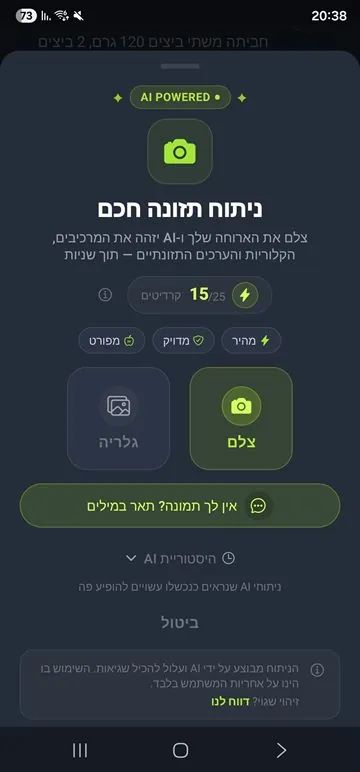 73
20:38
חביתה משתי ביצים 120 גרם, 2 ביצים
AI POWERED
ניתוח תזונה חכם
צלם את הארוחה שלך ו-AI יזהה את המרכיבים,
הקלוריות והערכים התזונתיים — תוך שניות
15/25 קרדיטים
מהיר
מדויק
מפורט
צלם
גלריה
אין לך תמונה? תאר במילים
היסטוריית AI
ניתוחי AI שנראים כנכשלו עשויים להופיע פה
ביטול
הניתוח מבוצע על ידי AI ועלול להכיל שגיאות. השימוש בו
הינו על אחריות המשתמש בלבד.
זיהוי שגוי? דווח לנו